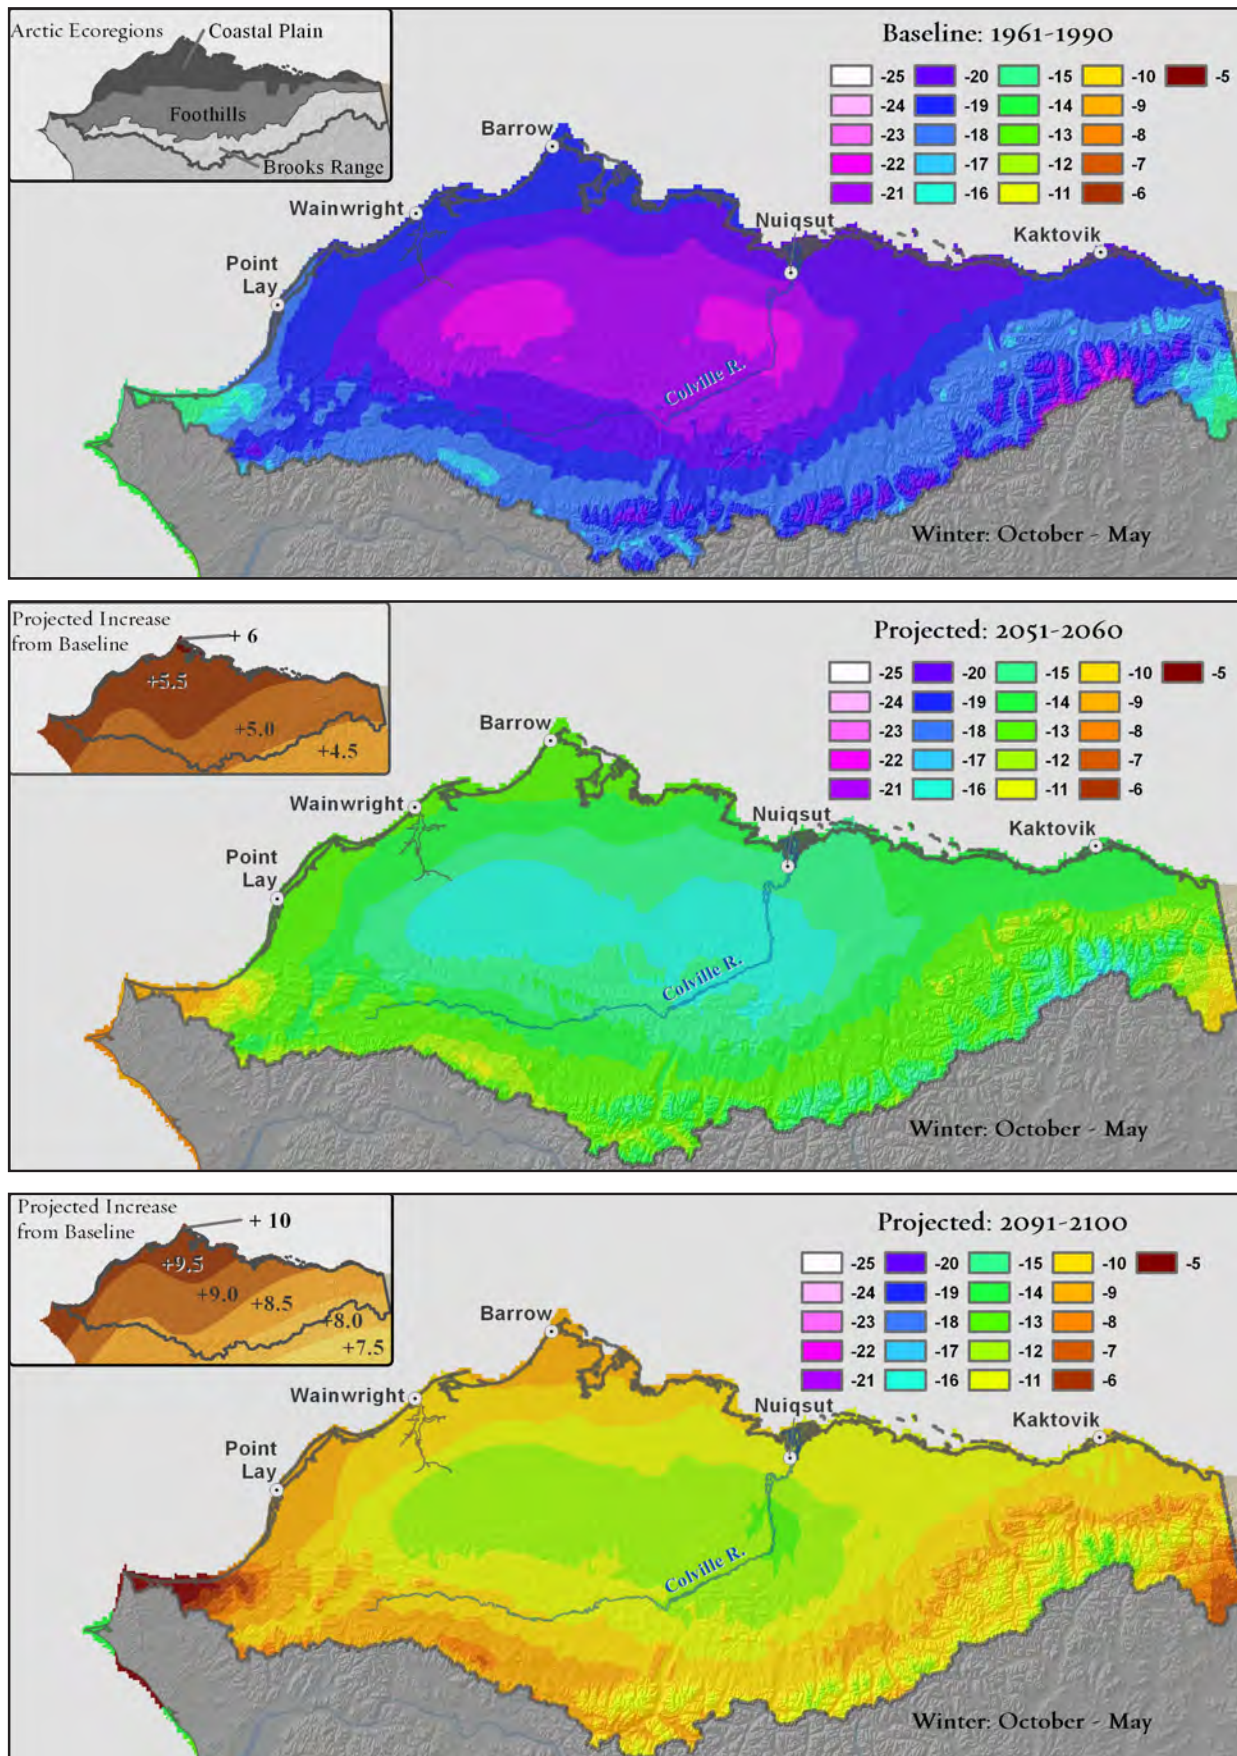 Arctic Ecoregions
Coastal Plain
Foothills
Brooks Range
Baseline: 1961-1990
-25 -20 -15 -10 -5
-24 -19 -14 -9
-23 -18 -13 -8
-22 -17 -12 -7
-21 -16 -11 -6
Barrow
Wainwright
Nuiqsut
Kaktovik
Point
Lay
Colville R.
Winter: October - May
Projected Increase
from Baseline
+ 6
+5.5
+5.0
+4.5
Projected: 2051-2060
-25 -20 -15 -10 -5
-24 -19 -14 -9
-23 -18 -13 -8
-22 -17 -12 -7
-21 -16 -11 -6
Barrow
Wainwright
Nuiqsut
Kaktovik
Point
Lay
Colville R.
Winter: October - May
Projected Increase
from Baseline
+ 10
+9.5
+9.0
+8.5
+8.0
+7.5
Projected: 2091-2100
-25 -20 -15 -10 -5
-24 -19 -14 -9
-23 -18 -13 -8
-22 -17 -12 -7
-21 -16 -11 -6
Barrow
Wainwright
Nuiqsut
Kaktovik
Point
Lay
Colville R.
Winter: October - May